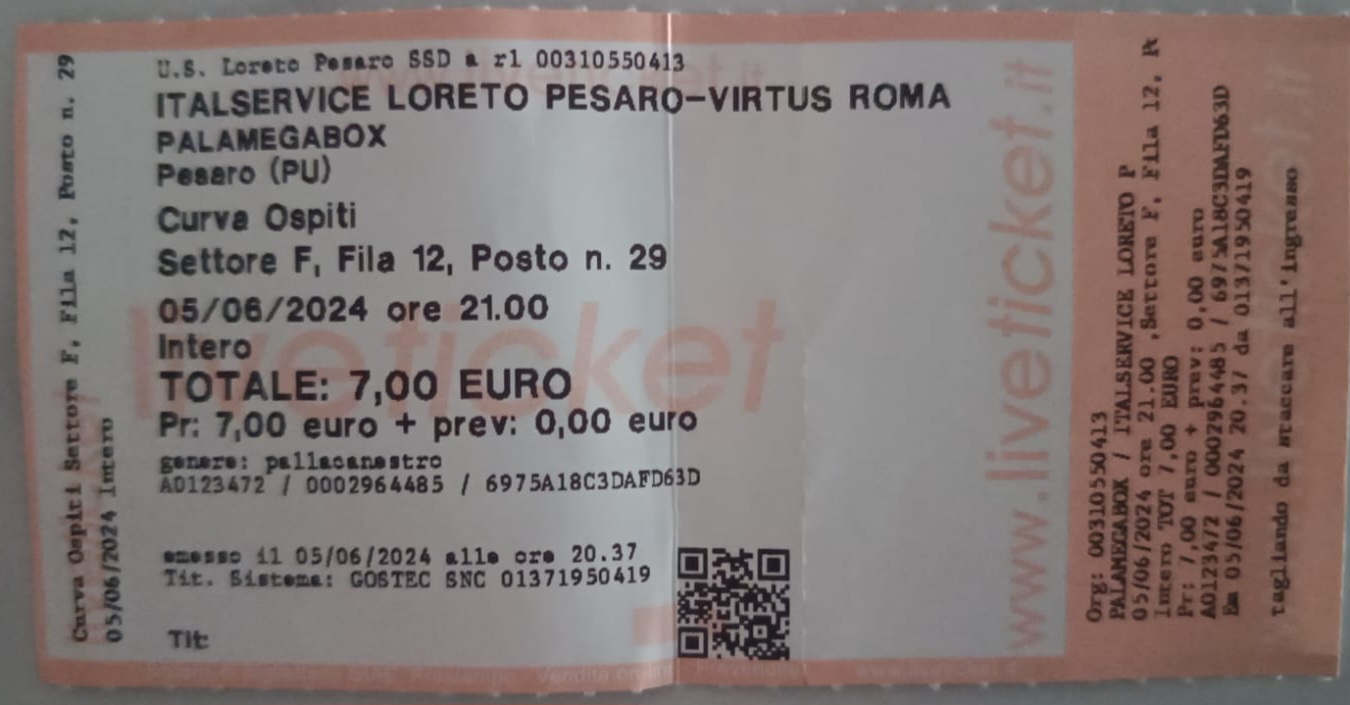 Curva Ospiti Settore F, Fila 12, Posto n. 29
05/06/2024 Intero
U.S. Loreto Pesaro SSD a rl 00310550413
ITALSERVICE LORETO PESARO-VIRTUS ROMA
PALAMEGABOX
Pesaro (PU)
Curva Ospiti
Settore F, Fila 12, Posto n. 29
05/06/2024 ore 21.00
Intero
TOTALE: 7,00 EURO
Pr: 7,00 euro + prev: 0,00 euro
genere: pallacanestro
A0123472 / 0002964485 / 6975A18C3DAFD63D
emesso il 05/06/2024 alle ore 20.37
Tit. Sistema: GOSTEC SNC 01371950419
Tit:
liveticket
www.liveticket.it
Org: 00310550413
PALAMEGABOX / ITALSERVICE LORETO P
05/06/2024 ore 21.00 ,Settore F, Fila 12, P
Intero TOT 7,00 EURO
Pr: 7,00 euro + prev: 0,00 euro
A0123472 / 0002964485 / 6975A18C3DAFD63D
Em 05/06/2024 20.37 da 01371950419
tagliando da staccare all'ingresso